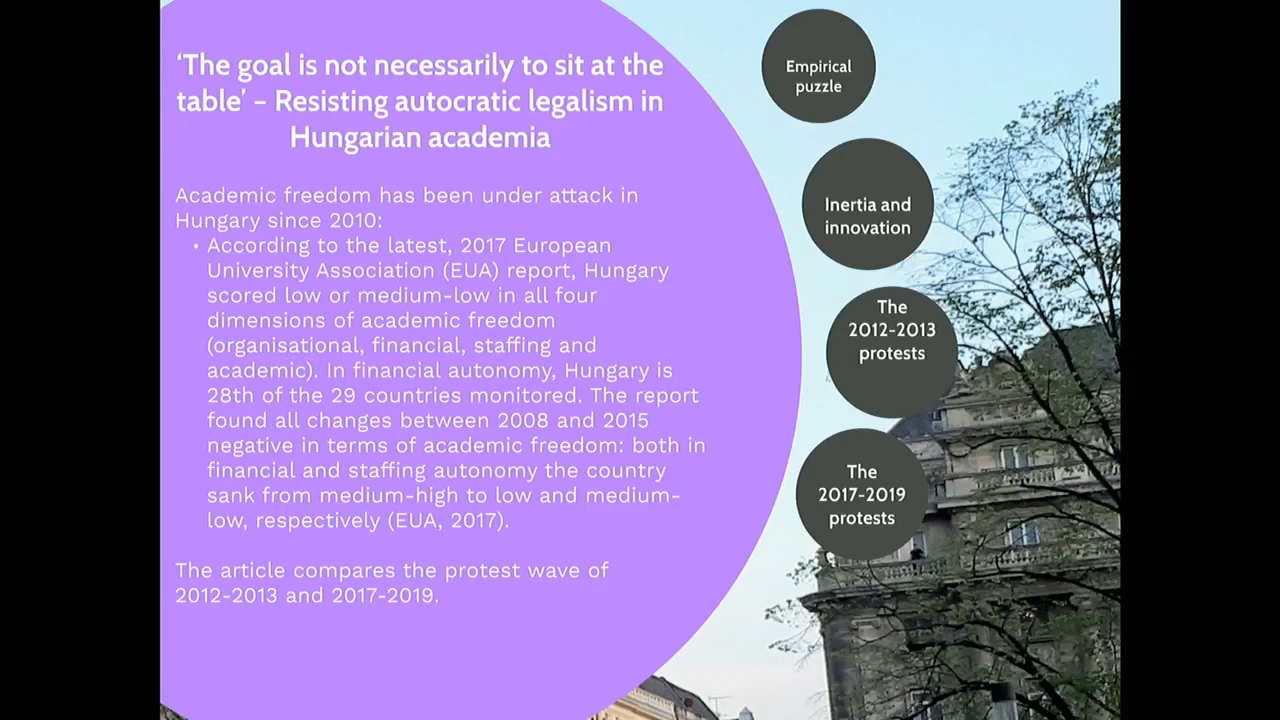 ‘The goal is not necessarily to sit at the
table’ – Resisting autocratic legalism in
Hungarian academia
Academic freedom has been under attack in
Hungary since 2010:
• According to the latest, 2017 European
University Association (EUA) report, Hungary
scored low or medium-low in all four
dimensions of academic freedom
(organisational, financial, staffing and
academic). In financial autonomy, Hungary is
28th of the 29 countries monitored. The report
found all changes between 2008 and 2015
negative in terms of academic freedom: both in
financial and staffing autonomy the country
sank from medium-high to low and medium-
low, respectively (EUA, 2017).
The article compares the protest wave of
2012-2013 and 2017-2019.
Empirical
puzzle
Inertia and
innovation
The
2012-2013
protests
The
2017-2019
protests